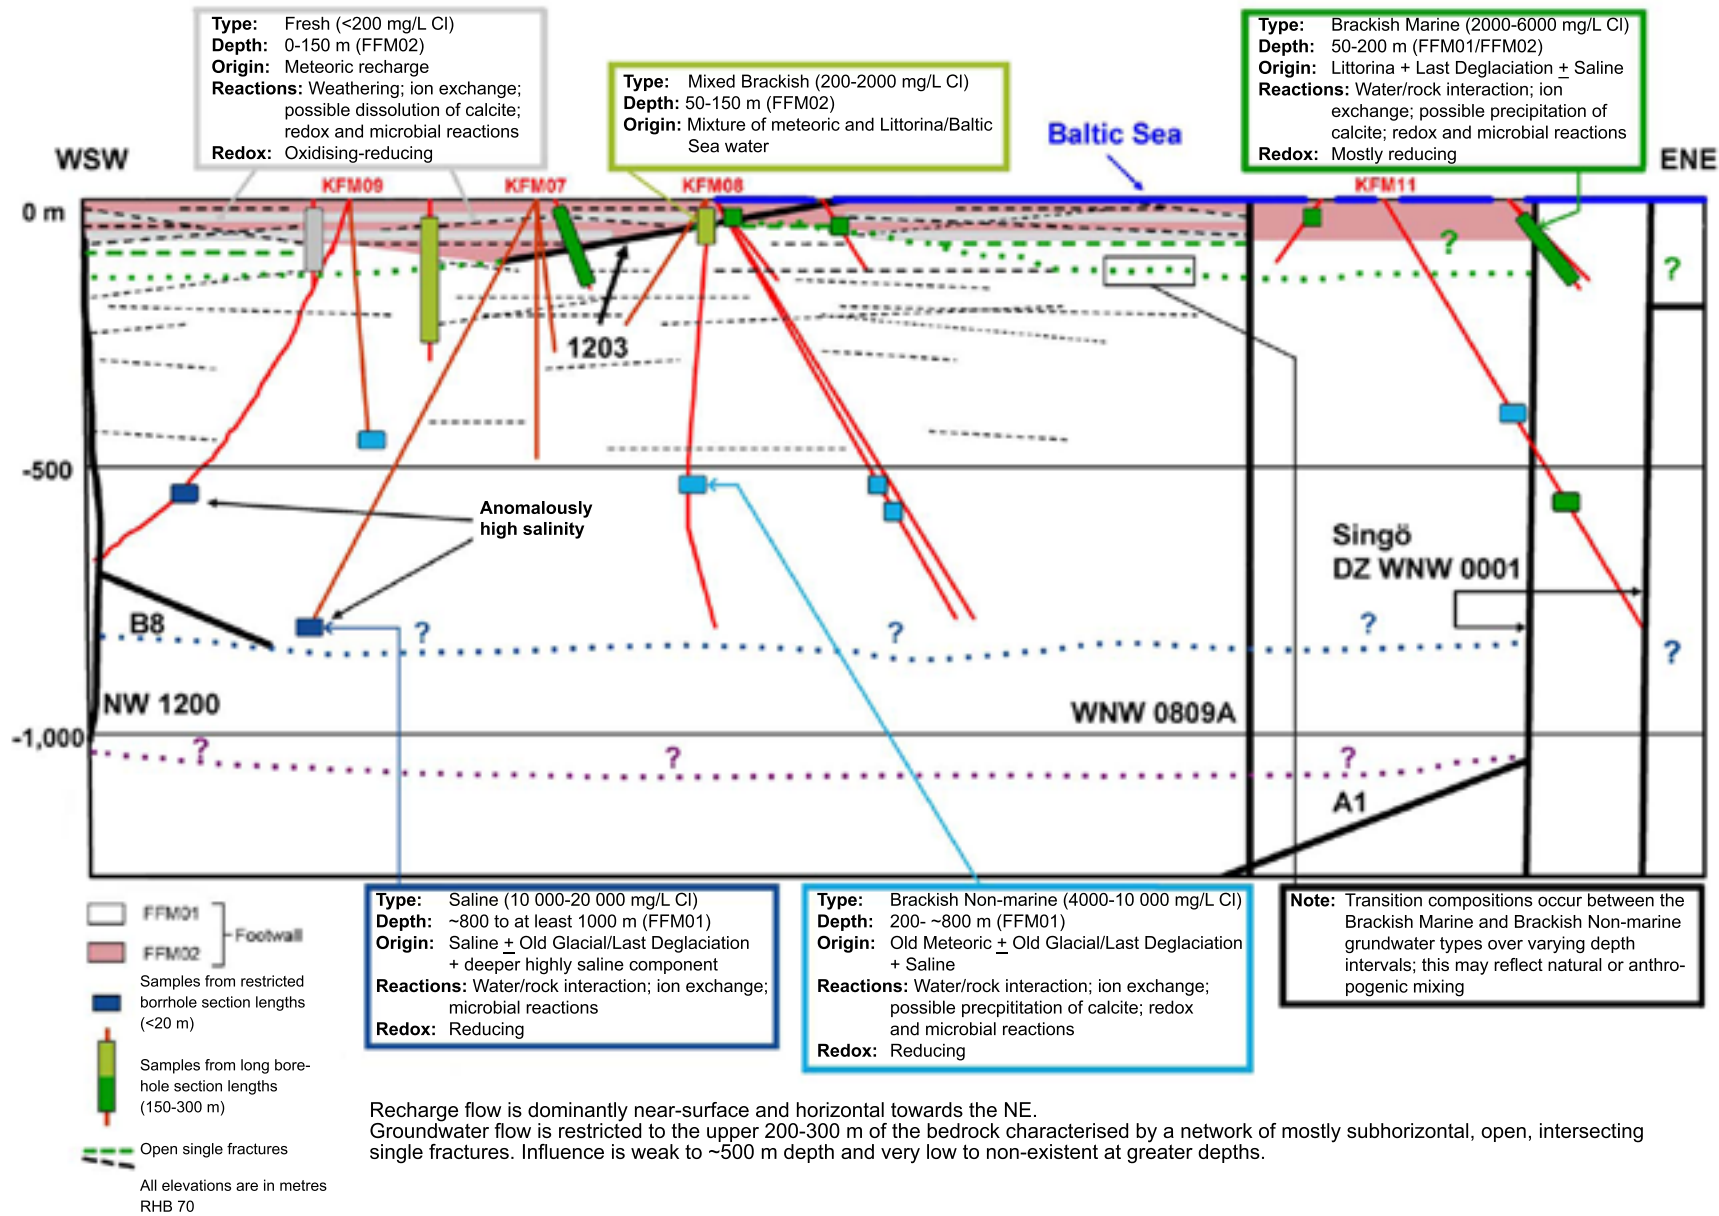 Type: Fresh (<200 mg/L Cl)
Depth: 0-150 m (FFM02)
Origin: Meteoric recharge
Reactions: Weathering; ion exchange;
possible dissolution of calcite;
redox and microbial reactions
Redox: Oxidising-reducing
Type: Mixed Brackish (200-2000 mg/L Cl)
Depth: 50-150 m (FFM02)
Origin: Mixture of meteoric and Littorina/Baltic
Sea water
Type: Brackish Marine (2000-6000 mg/L Cl)
Depth: 50-200 m (FFM01/FFM02)
Origin: Littorina + Last Deglaciation ± Saline
Reactions: Water/rock interaction; ion
exchange; possible precipitation of
calcite; redox and microbial reactions
Redox: Mostly reducing
Baltic Sea
WSW
ENE
KFM09
KFM07
KFM08
KFM11
0 m
?
?
1203
-500
Anomalously
high salinity
Singö
DZ WNW 0001
B8
?
?
?
?
NW 1200
WNW 0809A
-1,000
?
?
?
A1
FFM01
FFM02
Footwall
Samples from restricted
borrhole section lengths
(<20 m)
Samples from long bore-
hole section lengths
(150-300 m)
Open single fractures
All elevations are in metres
RHB 70
Type: Saline (10 000-20 000 mg/L Cl)
Depth: ~800 to at least 1000 m (FFM01)
Origin: Saline ± Old Glacial/Last Deglaciation
+ deeper highly saline component
Reactions: Water/rock interaction; ion exchange;
microbial reactions
Redox: Reducing
Type: Brackish Non-marine (4000-10 000 mg/L Cl)
Depth: 200- ~800 m (FFM01)
Origin: Old Meteoric ± Old Glacial/Last Deglaciation
+ Saline
Reactions: Water/rock interaction; ion exchange;
possible precpititation of calcite; redox
and microbial reactions
Redox: Reducing
Note: Transition compositions occur between the
Brackish Marine and Brackish Non-marine
grundwater types over varying depth
intervals; this may reflect natural or anthro-
pogenic mixing
Recharge flow is dominantly near-surface and horizontal towards the NE.
Groundwater flow is restricted to the upper 200-300 m of the bedrock characterised by a network of mostly subhorizontal, open, intersecting
single fractures. Influence is weak to ~500 m depth and very low to non-existent at greater depths.